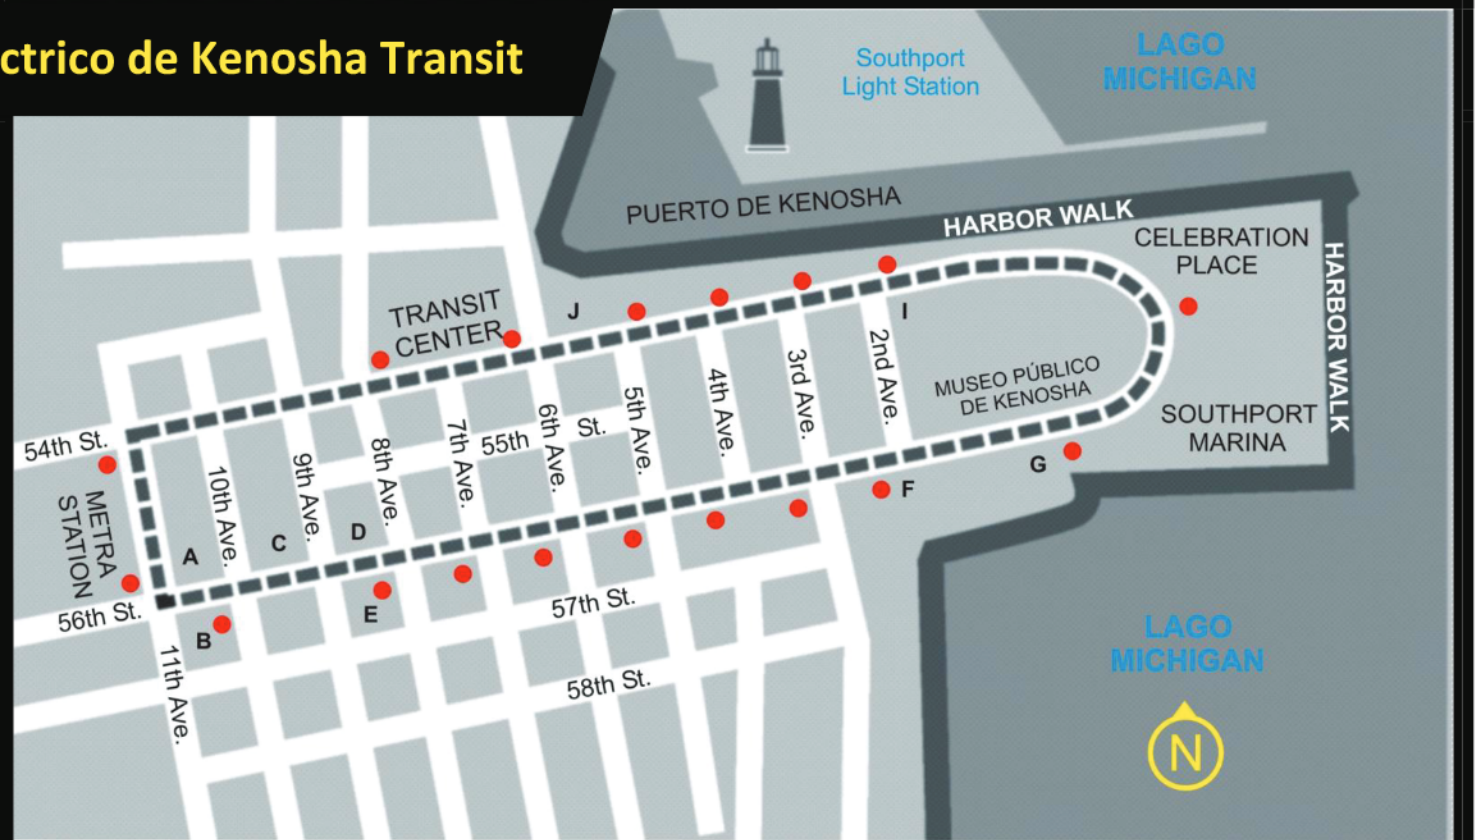 ctrico de Kenosha Transit
Southport
Light Station
LAGO
MICHIGAN
PUERTO DE KENOSHA
HARBOR WALK
CELEBRATION
PLACE
HARBOR WALK
TRANSIT
CENTER
J
I
2nd Ave.
3rd Ave.
4th Ave.
5th Ave.
6th Ave.
7th Ave.
8th Ave.
9th Ave.
10th Ave.
MUSEO PÚBLICO
DE KENOSHA
SOUTHPORT
MARINA
54th St.
55th St.
METRA
STATION
A
C
D
G
F
E
B
56th St.
57th St.
58th St.
11th Ave.
LAGO
MICHIGAN
N